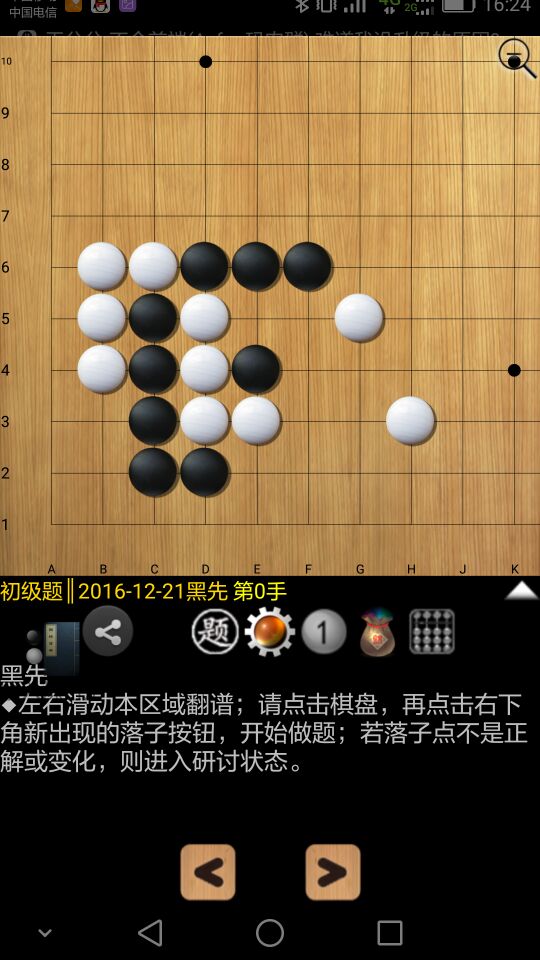 中国电信
4G
2G
16:24
10
9
8
7
6
5
4
3
2
1
A B C D E F G H J K
初级题║2016-12-21黑先 第0手
题 1
黑先
◆左右滑动本区域翻谱；请点击棋盘，再点击右下
角新出现的落子按钮，开始做题；若落子点不是正
解或变化，则进入研讨状态。